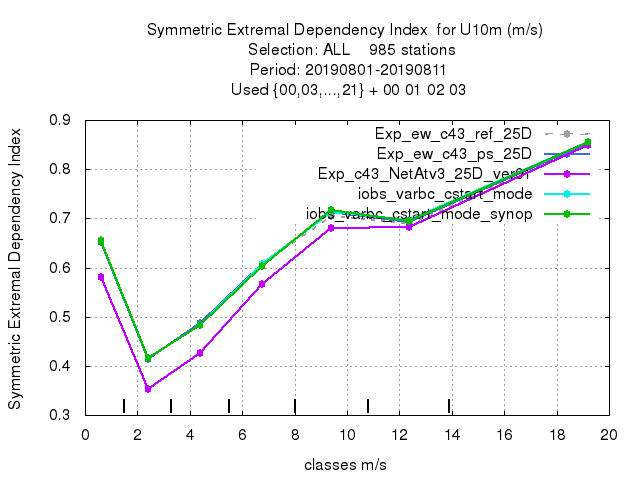 Symmetric Extremal Dependency Index  for U10m (m/s)
Selection: ALL    985 stations
Period: 20190801-20190811
Used {00,03,...,21} + 00 01 02 03
Symmetric Extremal Dependency Index
0.9
0.8
0.7
0.6
0.5
0.4
0.3
Exp_ew_c43_ref_25D
Exp_ew_c43_ps_25D
Exp_c43_NetAtv3_25D_ver01
iobs_varbc_cstart_mode
iobs_varbc_cstart_mode_synop
0 2 4 6 8 10 12 14 16 18 20
classes m/s